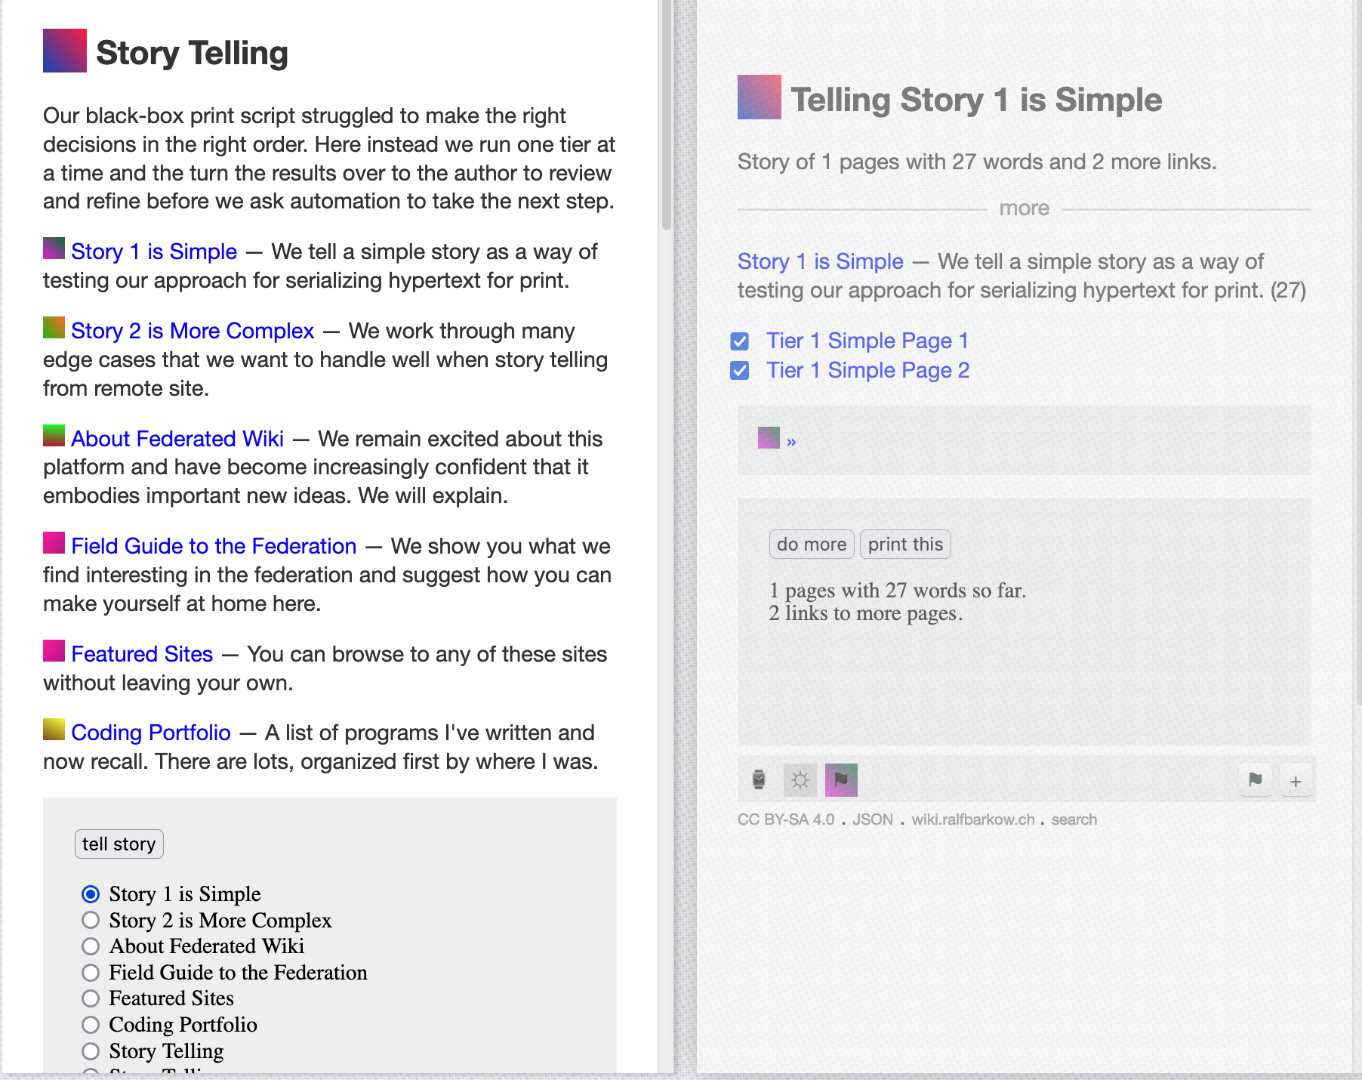 Story Telling
Our black-box print script struggled to make the right
decisions in the right order. Here instead we run one tier at
a time and the turn the results over to the author to review
and refine before we ask automation to take the next step.
Story 1 is Simple — We tell a simple story as a way of
testing our approach for serializing hypertext for print.
Story 2 is More Complex — We work through many
edge cases that we want to handle well when story telling
from remote site.
About Federated Wiki — We remain excited about this
platform and have become increasingly confident that it
embodies important new ideas. We will explain.
Field Guide to the Federation — We show you what we
find interesting in the federation and suggest how you can
make yourself at home here.
Featured Sites — You can browse to any of these sites
without leaving your own.
Coding Portfolio — A list of programs I've written and
now recall. There are lots, organized first by where I was.
tell story
Story 1 is Simple
Story 2 is More Complex
About Federated Wiki
Field Guide to the Federation
Featured Sites
Coding Portfolio
Story Telling
Telling Story 1 is Simple
Story of 1 pages with 27 words and 2 more links.
more
Story 1 is Simple — We tell a simple story as a way of
testing our approach for serializing hypertext for print. (27)
Tier 1 Simple Page 1
Tier 1 Simple Page 2
»
do more print this
1 pages with 27 words so far.
2 links to more pages.
+
CC BY-SA 4.0 . JSON . wiki.ralfbarkow.ch . search